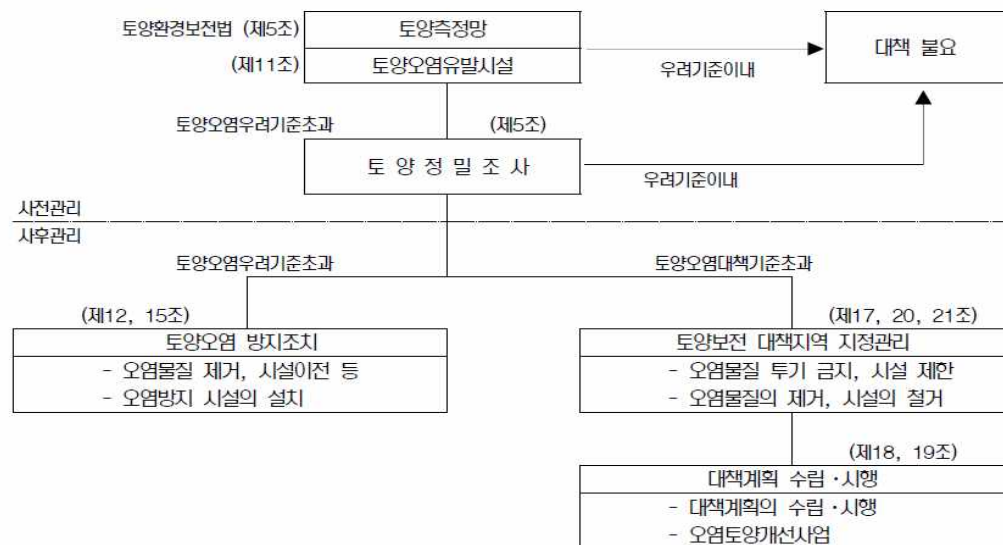 토양환경보전법 (제5조)
토양측정망
(제11조)
토양오염유발시설
우려기준이내
대책 불요
토양오염우려기준초과
(제5조)
토 양 정 밀 조 사
우려기준이내
사전관리
사후관리
토양오염우려기준초과
토양오염대책기준초과
(제12, 15조)
토양오염 방지조치
- 오염물질 제거, 시설이전 등
- 오염방지 시설의 설치
(제17, 20, 21조)
토양보전 대책지역 지정관리
- 오염물질 투기 금지, 시설 제한
- 오염물질의 제거, 시설의 철거
(제18, 19조)
대책계획 수립·시행
- 대책계획의 수립·시행
- 오염토양개선사업